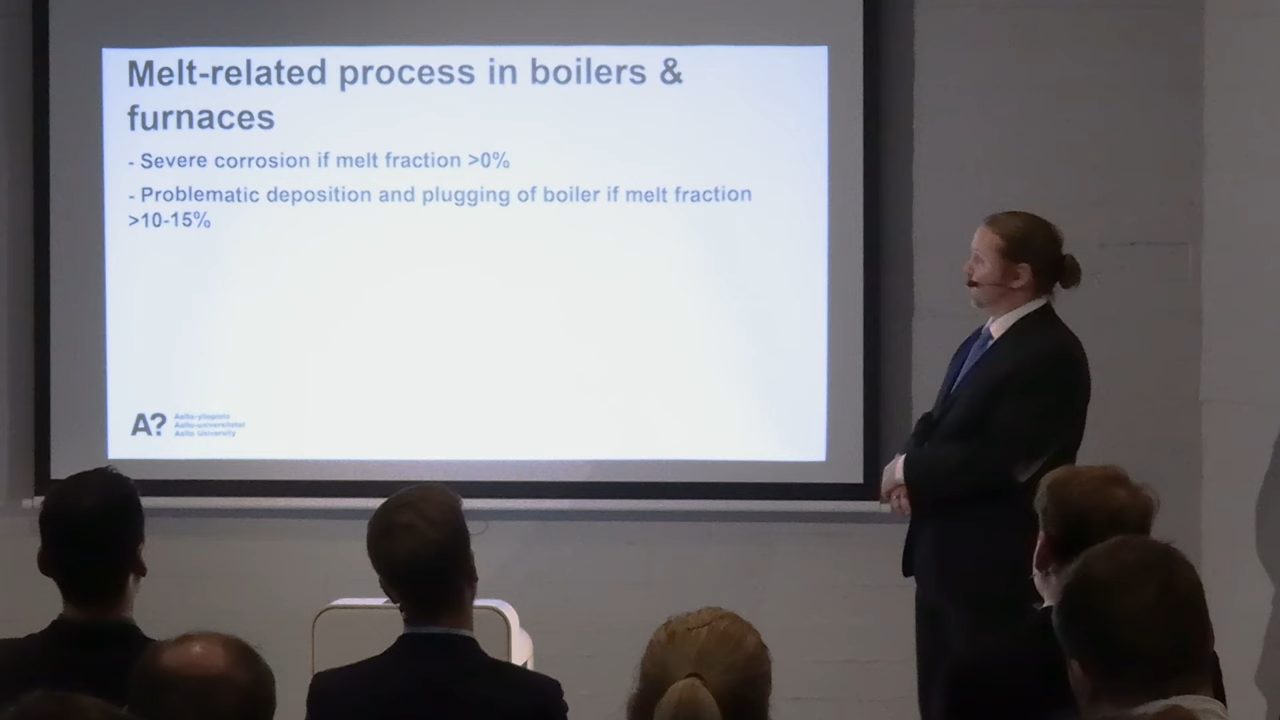 Melt-related process in boilers &
furnaces
- Severe corrosion if melt fraction >0%
- Problematic deposition and plugging of boiler if melt fraction
>10-15%
A?
Aalto-yliopisto
Aalto-universitetet
Aalto University